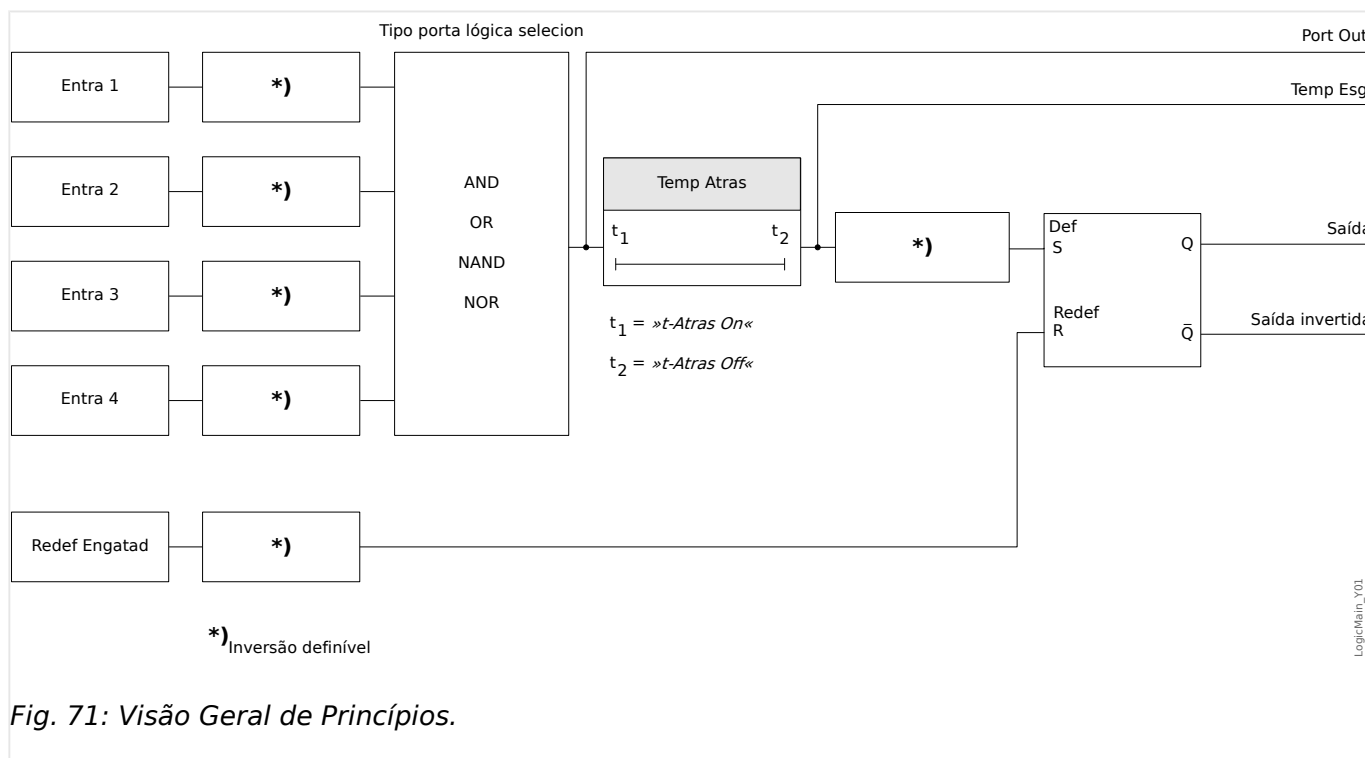 Tipo porta lógica selecion
Port Out
Entra 1
*)
Temp Esg
Entra 2
*)
AND
OR
NAND
NOR
Temp Atras
t1
t2
*)
Def
S
Q
Saída
Entra 3
*)
t1 = »t-Atras On«
t2 = »t-Atras Off«
Redef
R
Q̅
Saída invertida
Entra 4
*)
Redef Engatad
*)
*)Inversão definível
LogicMain_Y01
Fig. 71: Visão Geral de Princípios.